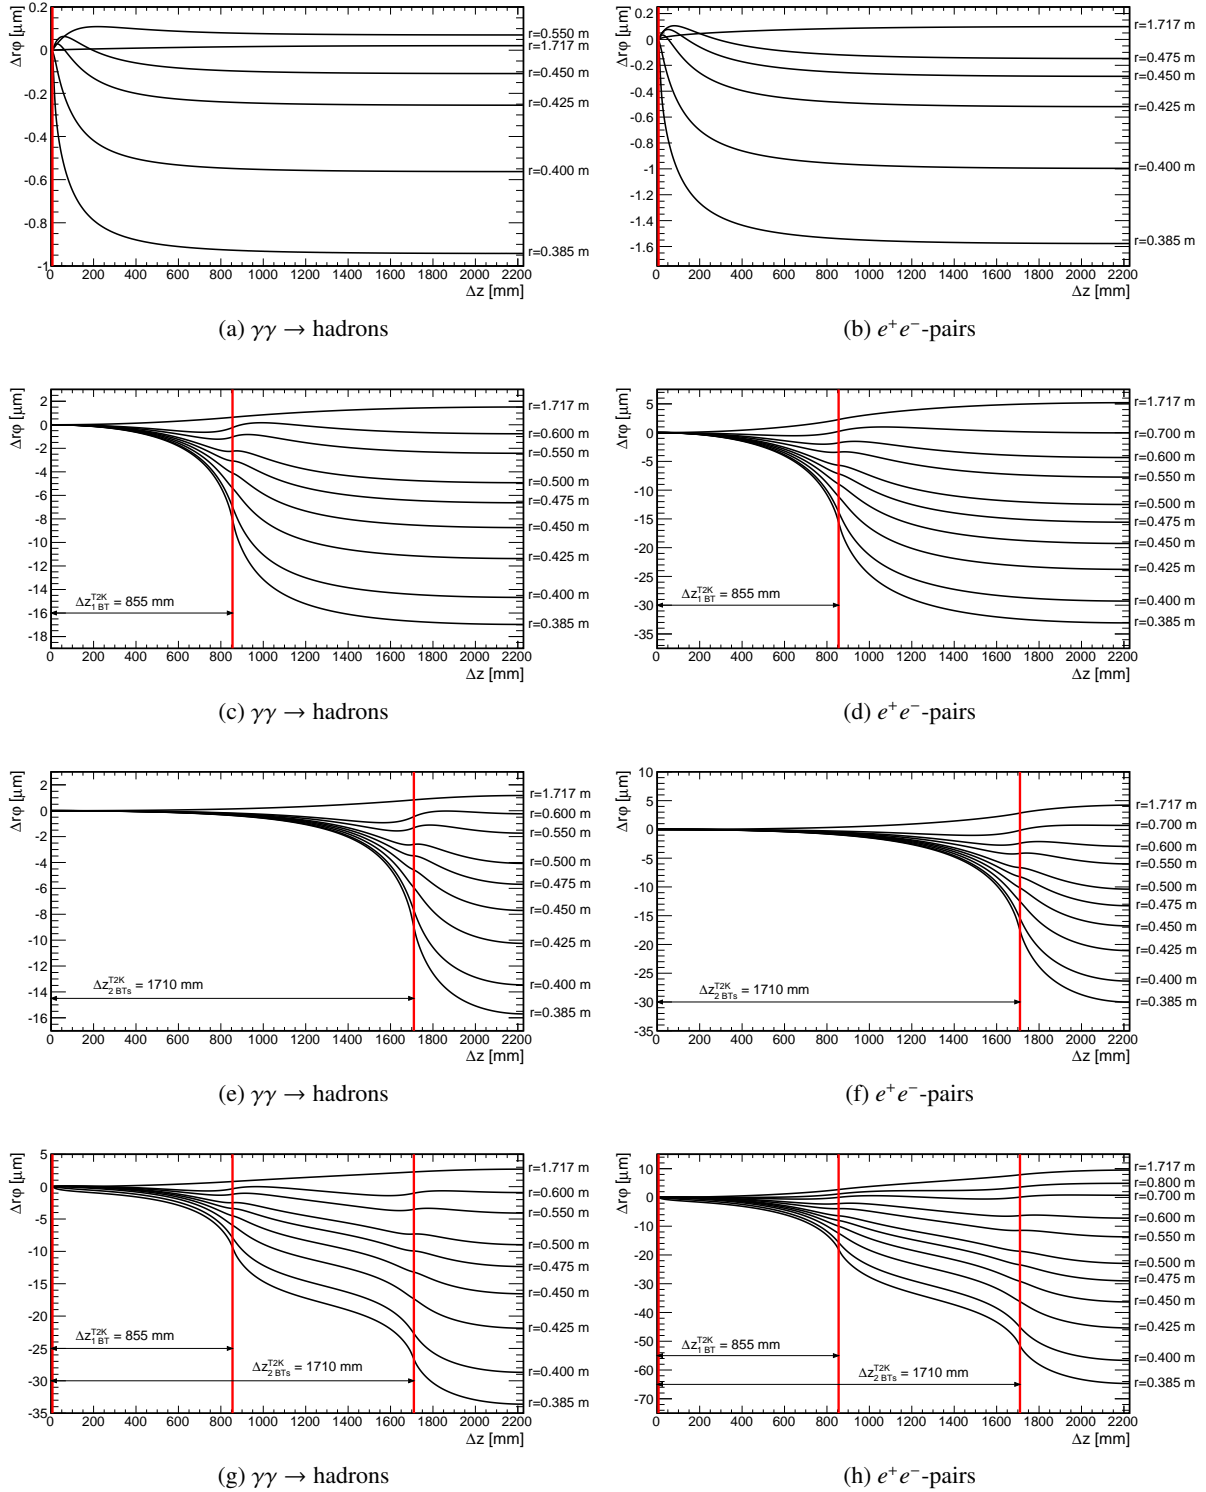 Δrφ [μm]
0.2
0
-0.2
-0.4
-0.6
-0.8
-1
r=0.550 m
r=1.717 m
r=0.450 m
r=0.425 m
r=0.400 m
r=0.385 m
0 200 400 600 800 1000 1200 1400 1600 1800 2000 2200
Δz [mm]
(a) γγ → hadrons
Δrφ [μm]
0.2
0
-0.2
-0.4
-0.6
-0.8
-1
-1.2
-1.4
-1.6
r=1.717 m
r=0.475 m
r=0.450 m
r=0.425 m
r=0.400 m
r=0.385 m
0 200 400 600 800 1000 1200 1400 1600 1800 2000 2200
Δz [mm]
(b) e⁺e⁻-pairs
Δrφ [μm]
2
0
-2
-4
-6
-8
-10
-12
-14
-16
-18
r=1.717 m
r=0.600 m
r=0.550 m
r=0.500 m
r=0.475 m
r=0.450 m
r=0.425 m
r=0.400 m
r=0.385 m
Δz^T2K_1 BT = 855 mm
0 200 400 600 800 1000 1200 1400 1600 1800 2000 2200
Δz [mm]
(c) γγ → hadrons
Δrφ [μm]
5
0
-5
-10
-15
-20
-25
-30
-35
r=1.717 m
r=0.700 m
r=0.600 m
r=0.550 m
r=0.500 m
r=0.475 m
r=0.450 m
r=0.425 m
r=0.400 m
r=0.385 m
Δz^T2K_1 BT = 855 mm
0 200 400 600 800 1000 1200 1400 1600 1800 2000 2200
Δz [mm]
(d) e⁺e⁻-pairs
Δrφ [μm]
2
0
-2
-4
-6
-8
-10
-12
-14
-16
r=1.717 m
r=0.600 m
r=0.550 m
r=0.500 m
r=0.475 m
r=0.450 m
r=0.425 m
r=0.400 m
r=0.385 m
Δz^T2K_2 BTs = 1710 mm
0 200 400 600 800 1000 1200 1400 1600 1800 2000 2200
Δz [mm]
(e) γγ → hadrons
Δrφ [μm]
10
5
0
-5
-10
-15
-20
-25
-30
-35
r=1.717 m
r=0.700 m
r=0.600 m
r=0.550 m
r=0.500 m
r=0.475 m
r=0.450 m
r=0.425 m
r=0.400 m
r=0.385 m
Δz^T2K_2 BTs = 1710 mm
0 200 400 600 800 1000 1200 1400 1600 1800 2000 2200
Δz [mm]
(f) e⁺e⁻-pairs
Δrφ [μm]
5
0
-5
-10
-15
-20
-25
-30
-35
r=1.717 m
r=0.600 m
r=0.550 m
r=0.500 m
r=0.475 m
r=0.450 m
r=0.425 m
r=0.400 m
r=0.385 m
Δz^T2K_1 BT = 855 mm
Δz^T2K_2 BTs = 1710 mm
0 200 400 600 800 1000 1200 1400 1600 1800 2000 2200
Δz [mm]
(g) γγ → hadrons
Δrφ [μm]
10
0
-10
-20
-30
-40
-50
-60
-70
r=1.717 m
r=0.800 m
r=0.700 m
r=0.600 m
r=0.550 m
r=0.500 m
r=0.475 m
r=0.450 m
r=0.425 m
r=0.400 m
r=0.385 m
Δz^T2K_1 BT = 855 mm
Δz^T2K_2 BTs = 1710 mm
0 200 400 600 800 1000 1200 1400 1600 1800 2000 2200
Δz [mm]
(h) e⁺e⁻-pairs